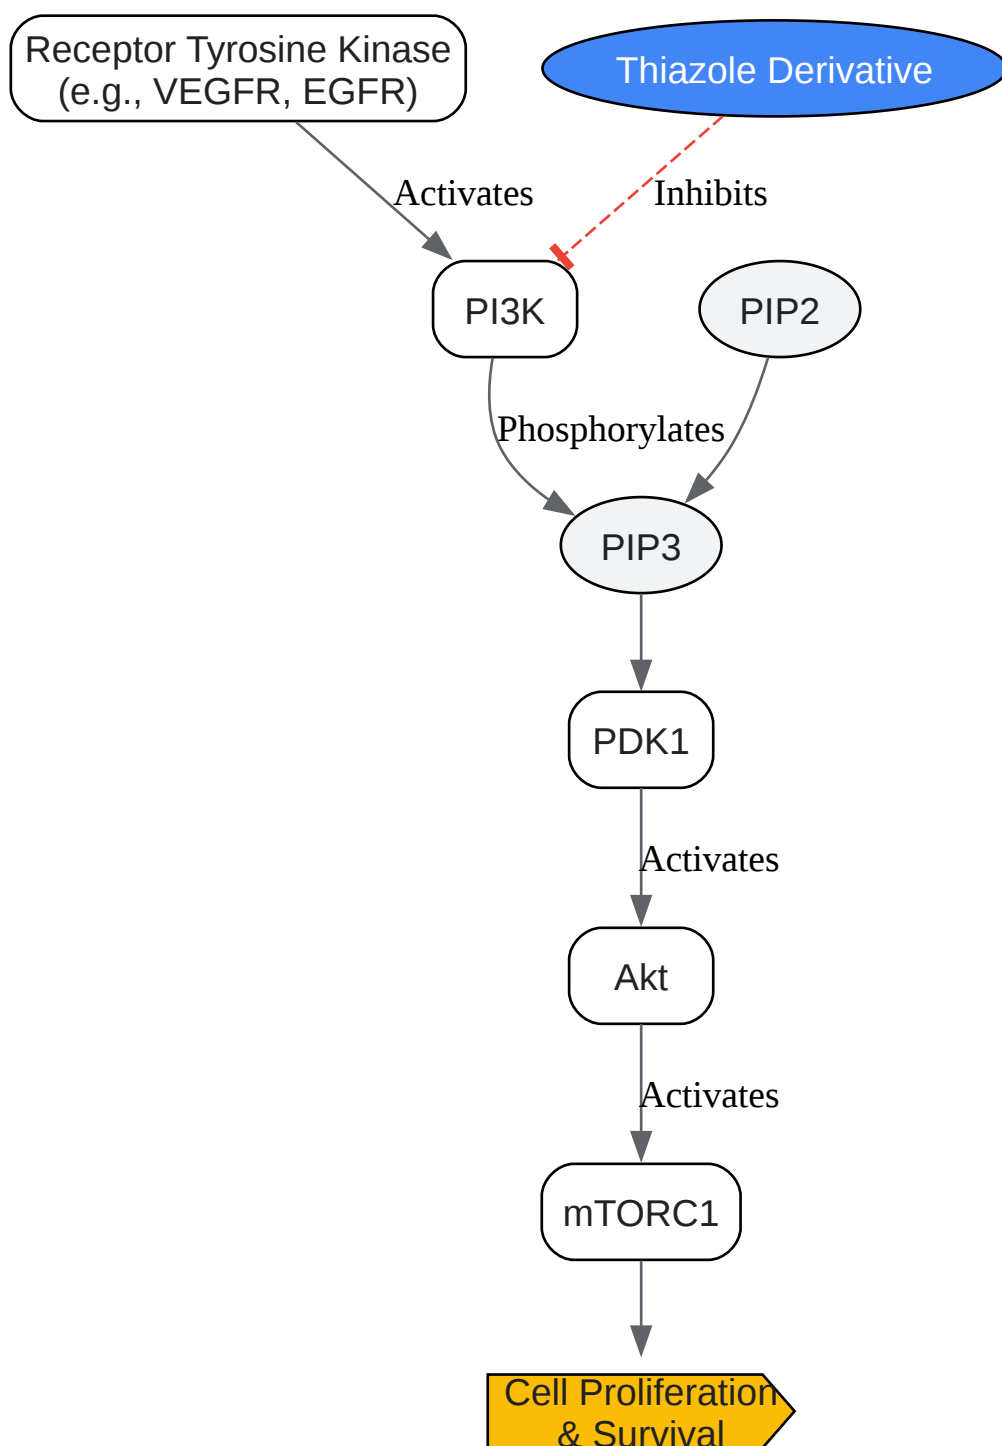 Receptor Tyrosine Kinase
(e.g., VEGFR, EGFR)
Thiazole Derivative
Activates
Inhibits
PI3K
PIP2
Phosphorylates
PIP3
PDK1
Activates
Akt
Activates
mTORC1
Cell Proliferation
& Survival